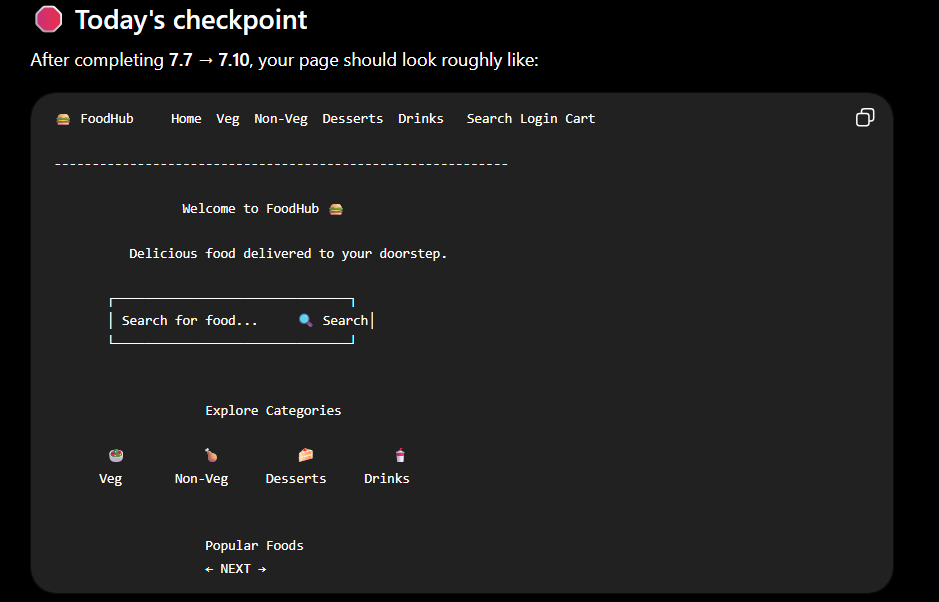 🛑 Today's checkpoint
After completing 7.7 → 7.10, your page should look roughly like:
🍔 FoodHub Home Veg Non-Veg Desserts Drinks Search Login Cart
------------------------------------------------------------
Welcome to FoodHub 🍔
Delicious food delivered to your doorstep.
Search for food... 🔍 Search
Explore Categories
🥗 🍗 🍰 🥤
Veg Non-Veg Desserts Drinks
Popular Foods
← NEXT →